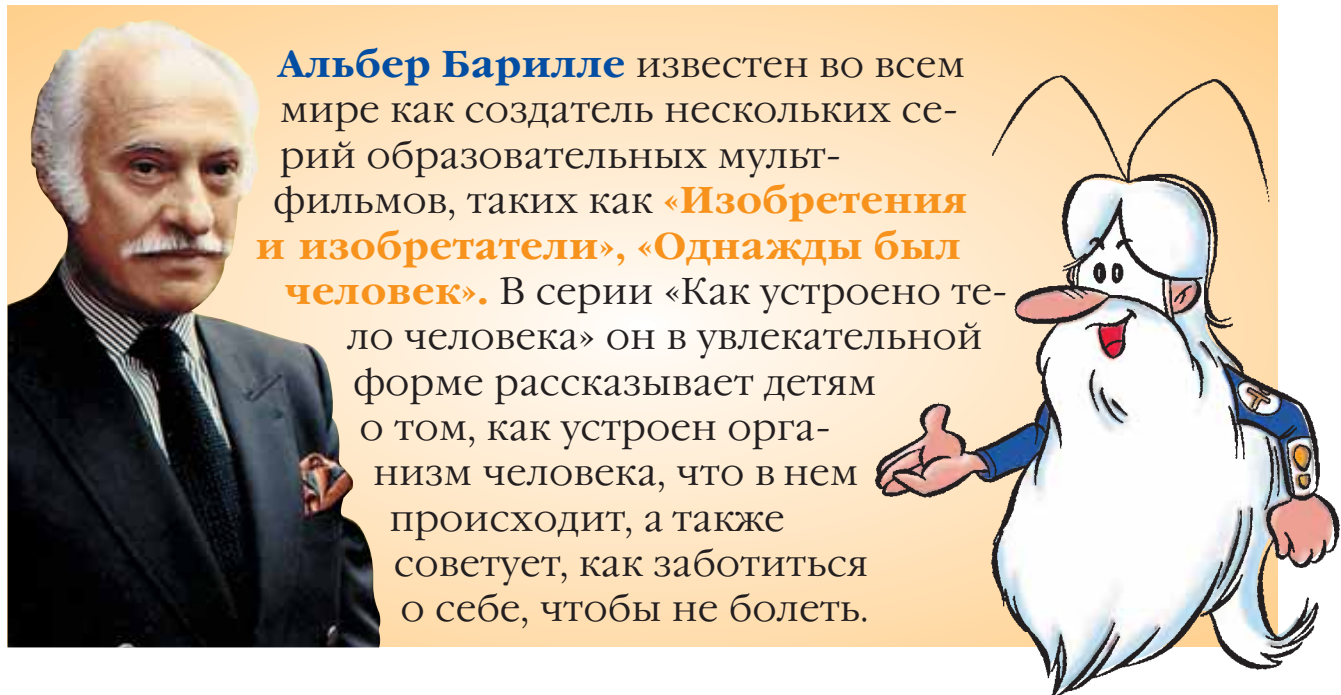 Альбер Барилле известен во всем
мире как создатель нескольких се-
рий образовательных мульт-
фильмов, таких как «Изобретения
и изобретатели», «Однажды был
человек». В серии «Как устроено те-
ло человека» он в увлекательной
форме рассказывает детям
о том, как устроен орга-
низм человека, что в нем
происходит, а также
советует, как заботиться
о себе, чтобы не болеть.